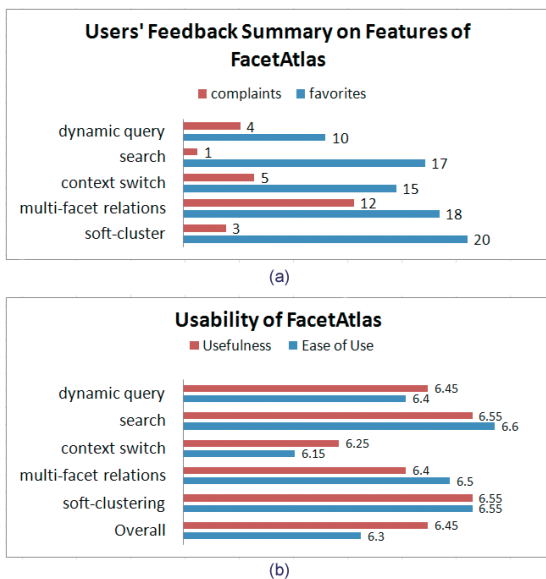 Users' Feedback Summary on Features of
FacetAtlas
complaints favorites
dynamic query 4 10
search 1 17
context switch 5 15
multi-facet relations 12 18
soft-cluster 3 20
(a)
Usability of FacetAtlas
Usefulness Ease of Use
dynamic query 6.45 6.4
search 6.55 6.6
context switch 6.25 6.15
multi-facet relations 6.4 6.5
soft-clustering 6.55 6.55
Overall 6.45 6.3
(b)